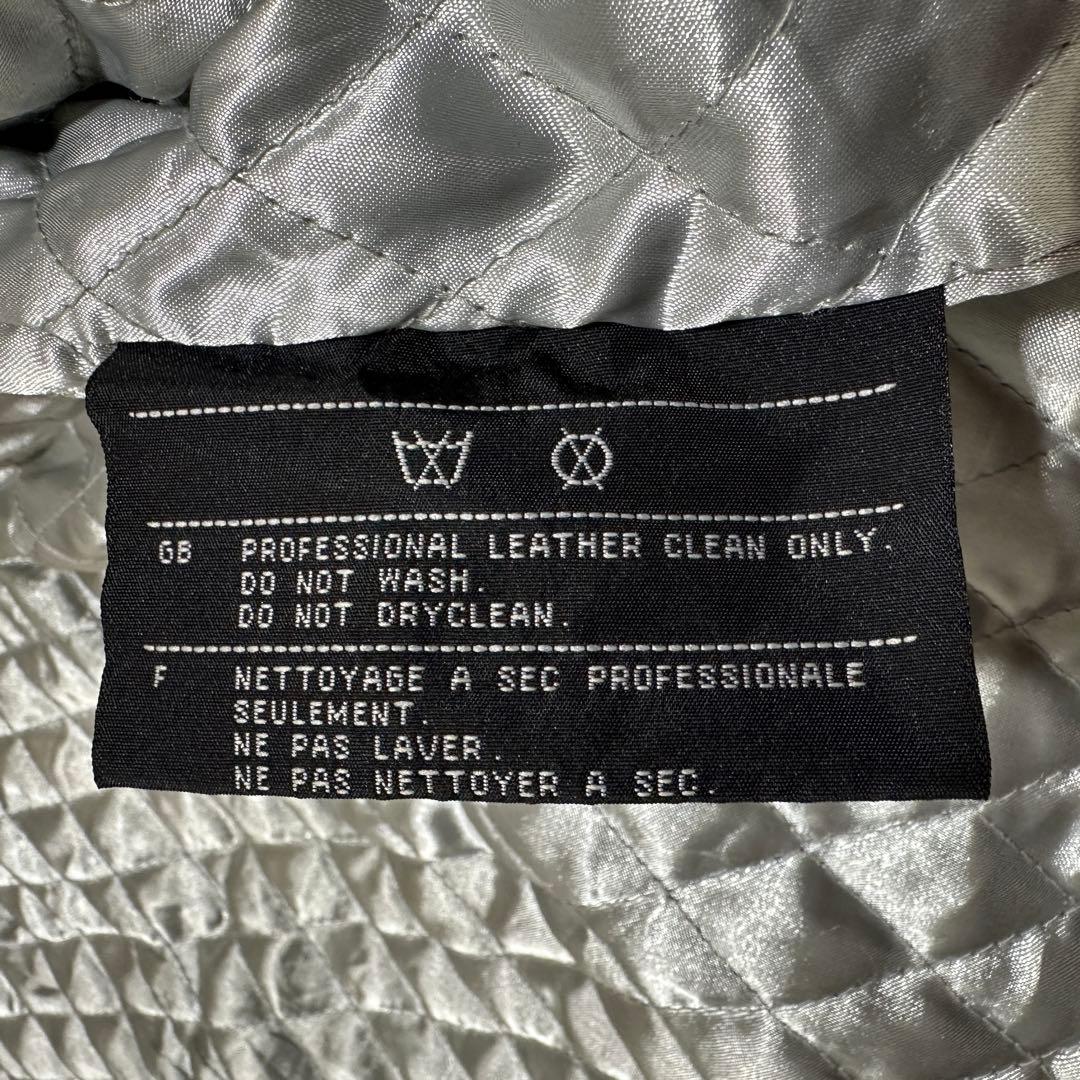 GB PROFESSIONAL LEATHER CLEAN ONLY.
DO NOT WASH.
DO NOT DRYCLEAN.
F NETTOYAGE A SEC PROFESSIONALE
SEULEMENT.
NE PAS LAVER.
NE PAS NETTOYER A SEC.